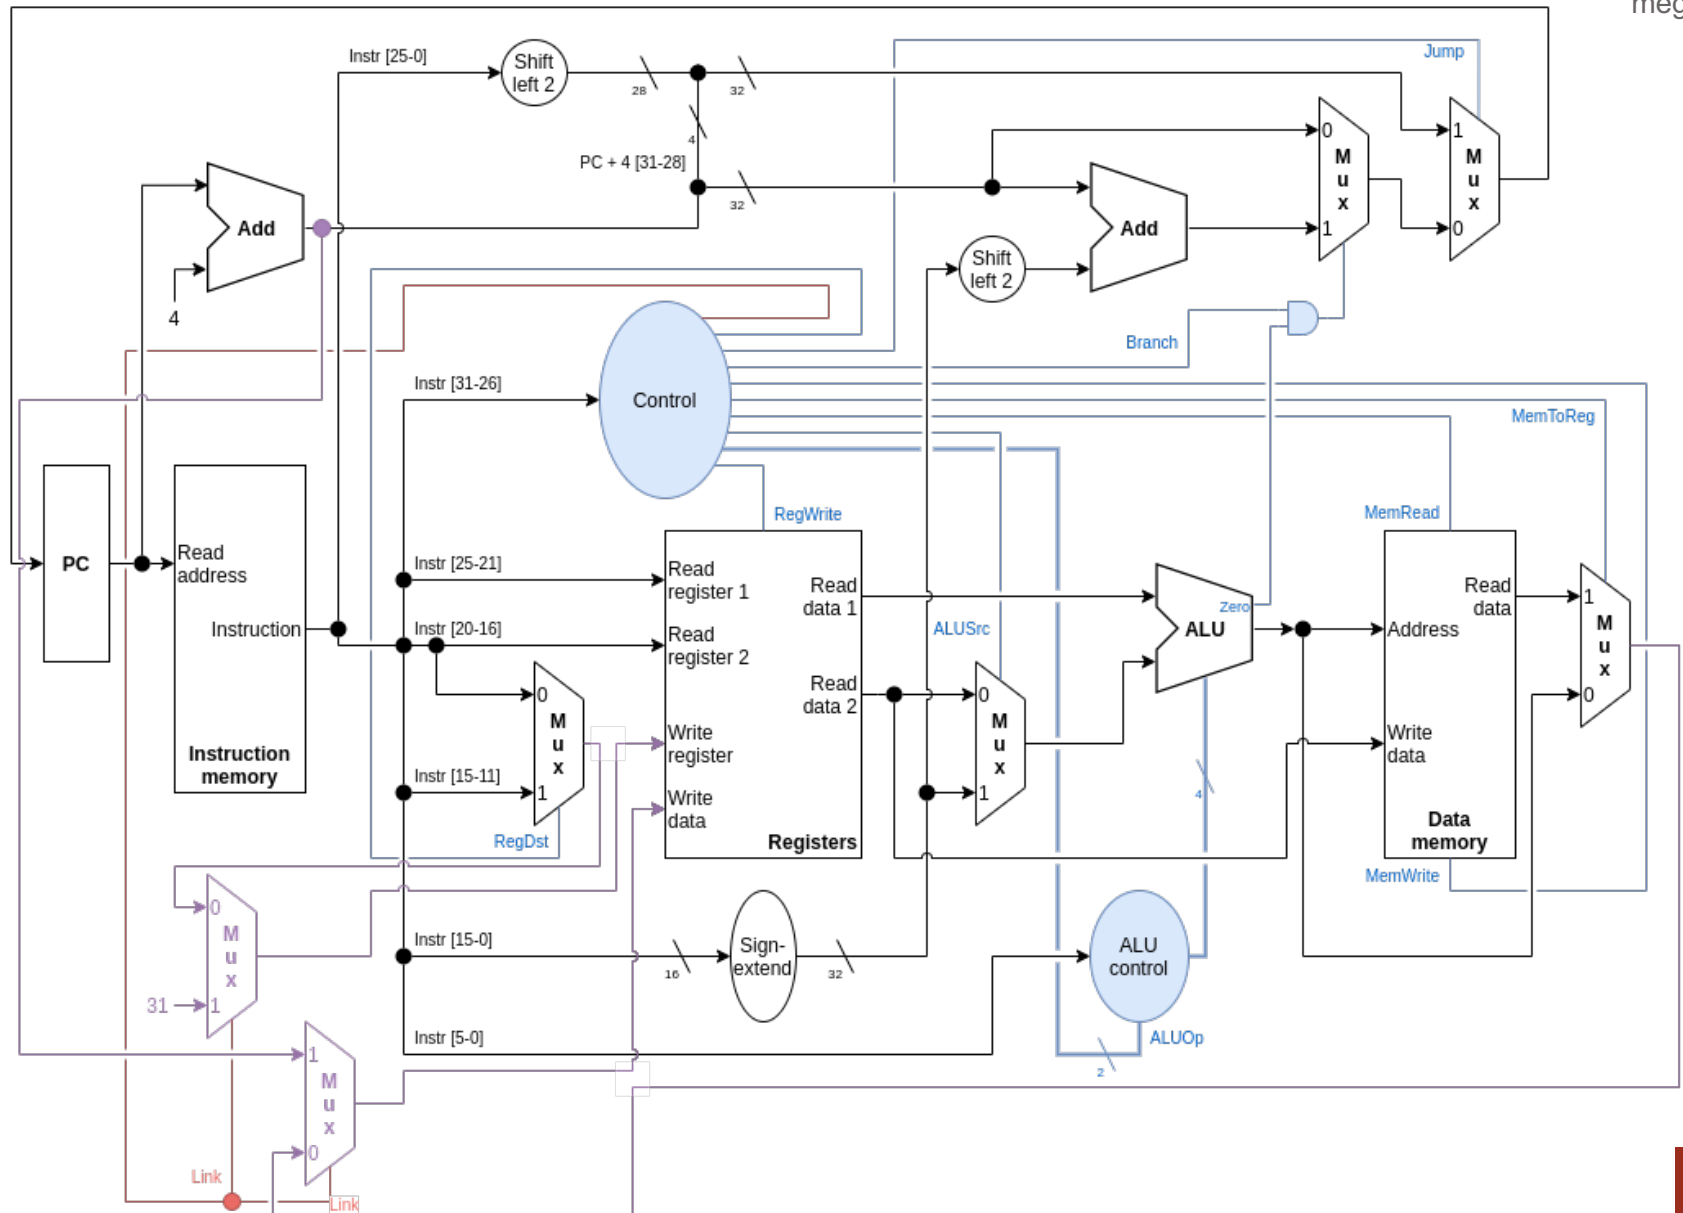 meg
Instr [25-0]
Shift
left 2
28
32
Jump
4
PC + 4 [31-28]
32
0
M
u
x
1
1
M
u
x
0
Add
4
Add
Shift
left 2
Branch
Instr [31-26]
Control
MemToReg
RegWrite
MemRead
PC
Read
address
Instruction
Instruction
memory
Instr [25-21]
Instr [20-16]
Instr [15-11]
0
M
u
x
1
RegDst
Read
register 1
Read
register 2
Write
register
Write
data
Read
data 1
Read
data 2
Registers
ALUSrc
0
M
u
x
1
Zero
ALU
4
Address
Write
data
Read
data
Data
memory
MemWrite
1
M
u
x
0
0
M
u
x
31
1
Instr [15-0]
16
Sign-
extend
32
ALU
control
Instr [5-0]
ALUOp
2
1
M
u
x
0
Link
Link